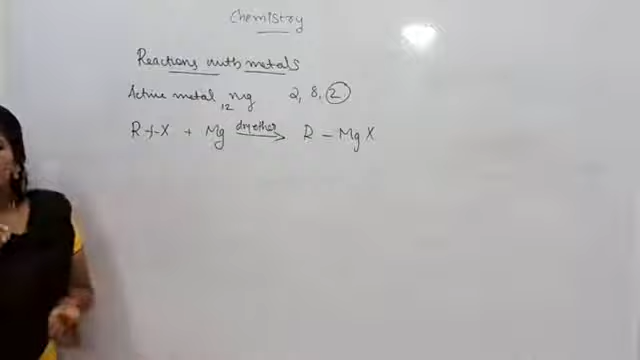 Chemistry
Reactions with metals
Active metal ₁₂Mg 2, 8, 2
R-X + Mg dry ether → R - Mg X